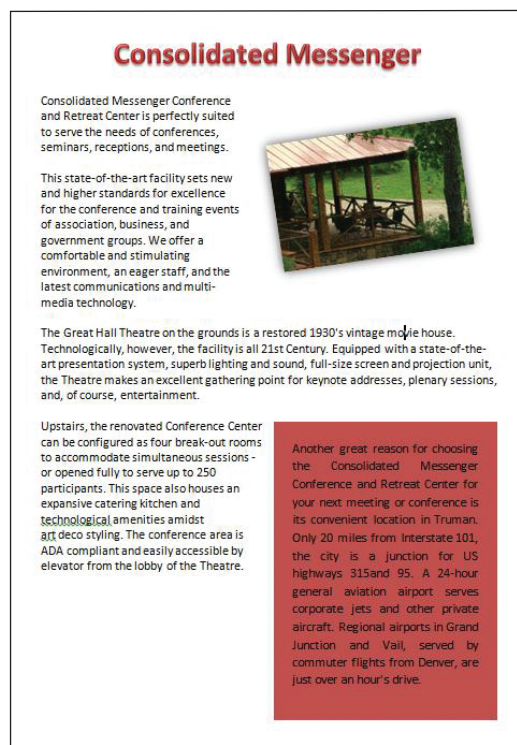 Consolidated Messenger
Consolidated Messenger Conference
and Retreat Center is perfectly suited
to serve the needs of conferences,
seminars, receptions, and meetings.
This state-of-the-art facility sets new
and higher standards for excellence
for the conference and training events
of association, business, and
government groups. We offer a
comfortable and stimulating
environment, an eager staff, and the
latest communications and multi-
media technology.
The Great Hall Theatre on the grounds is a restored 1930's vintage movie house.
Technologically, however, the facility is all 21st Century. Equipped with a state-of-the-
art presentation system, superb lighting and sound, full-size screen and projection unit,
the Theatre makes an excellent gathering point for keynote addresses, plenary sessions,
and, of course, entertainment.
Upstairs, the renovated Conference Center
can be configured as four break-out rooms
to accommodate simultaneous sessions -
or opened fully to serve up to 250
participants. This space also houses an
expansive catering kitchen and
technological amenities amidst
art deco styling. The conference area is
ADA compliant and easily accessible by
elevator from the lobby of the Theatre.
Another great reason for choosing
the Consolidated Messenger
Conference and Retreat Center for
your next meeting or conference is
its convenient location in Truman.
Only 20 miles from Interstate 101,
the city is a junction for US
highways 315and 95. A 24-hour
general aviation airport serves
corporate jets and other private
aircraft. Regional airports in Grand
Junction and Vail, served by
commuter flights from Denver, are
just over an hour's drive.